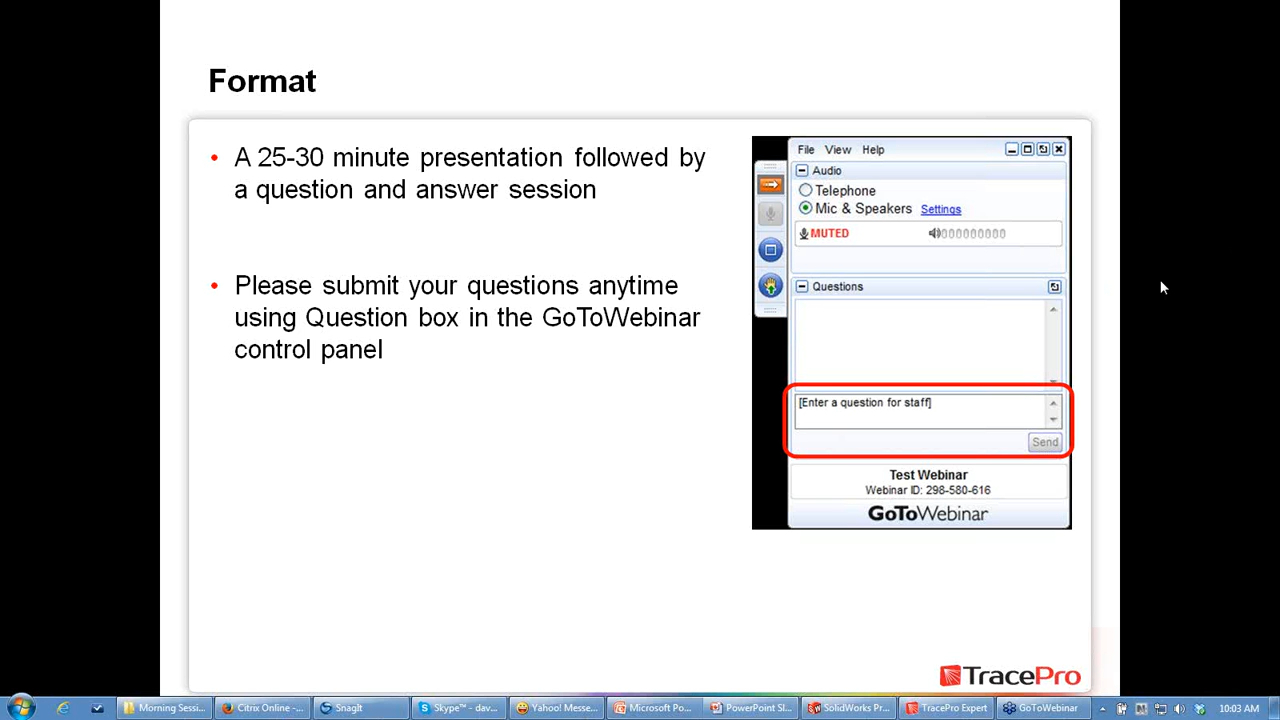 Format
• A 25-30 minute presentation followed by
a question and answer session
• Please submit your questions anytime
using Question box in the GoToWebinar
control panel
File View Help
Audio
Telephone
Mic & Speakers Settings
MUTED
Questions
[Enter a question for staff]
Send
Test Webinar
Webinar ID: 298-580-616
GoToWebinar
TracePro
Morning Sessi...
Citrix Online -...
SnagIt
Skype™ - dav...
Yahoo! Messe...
Microsoft Po...
PowerPoint Sl...
SolidWorks Pr...
TracePro Expert
GoToWebinar
10:03 AM